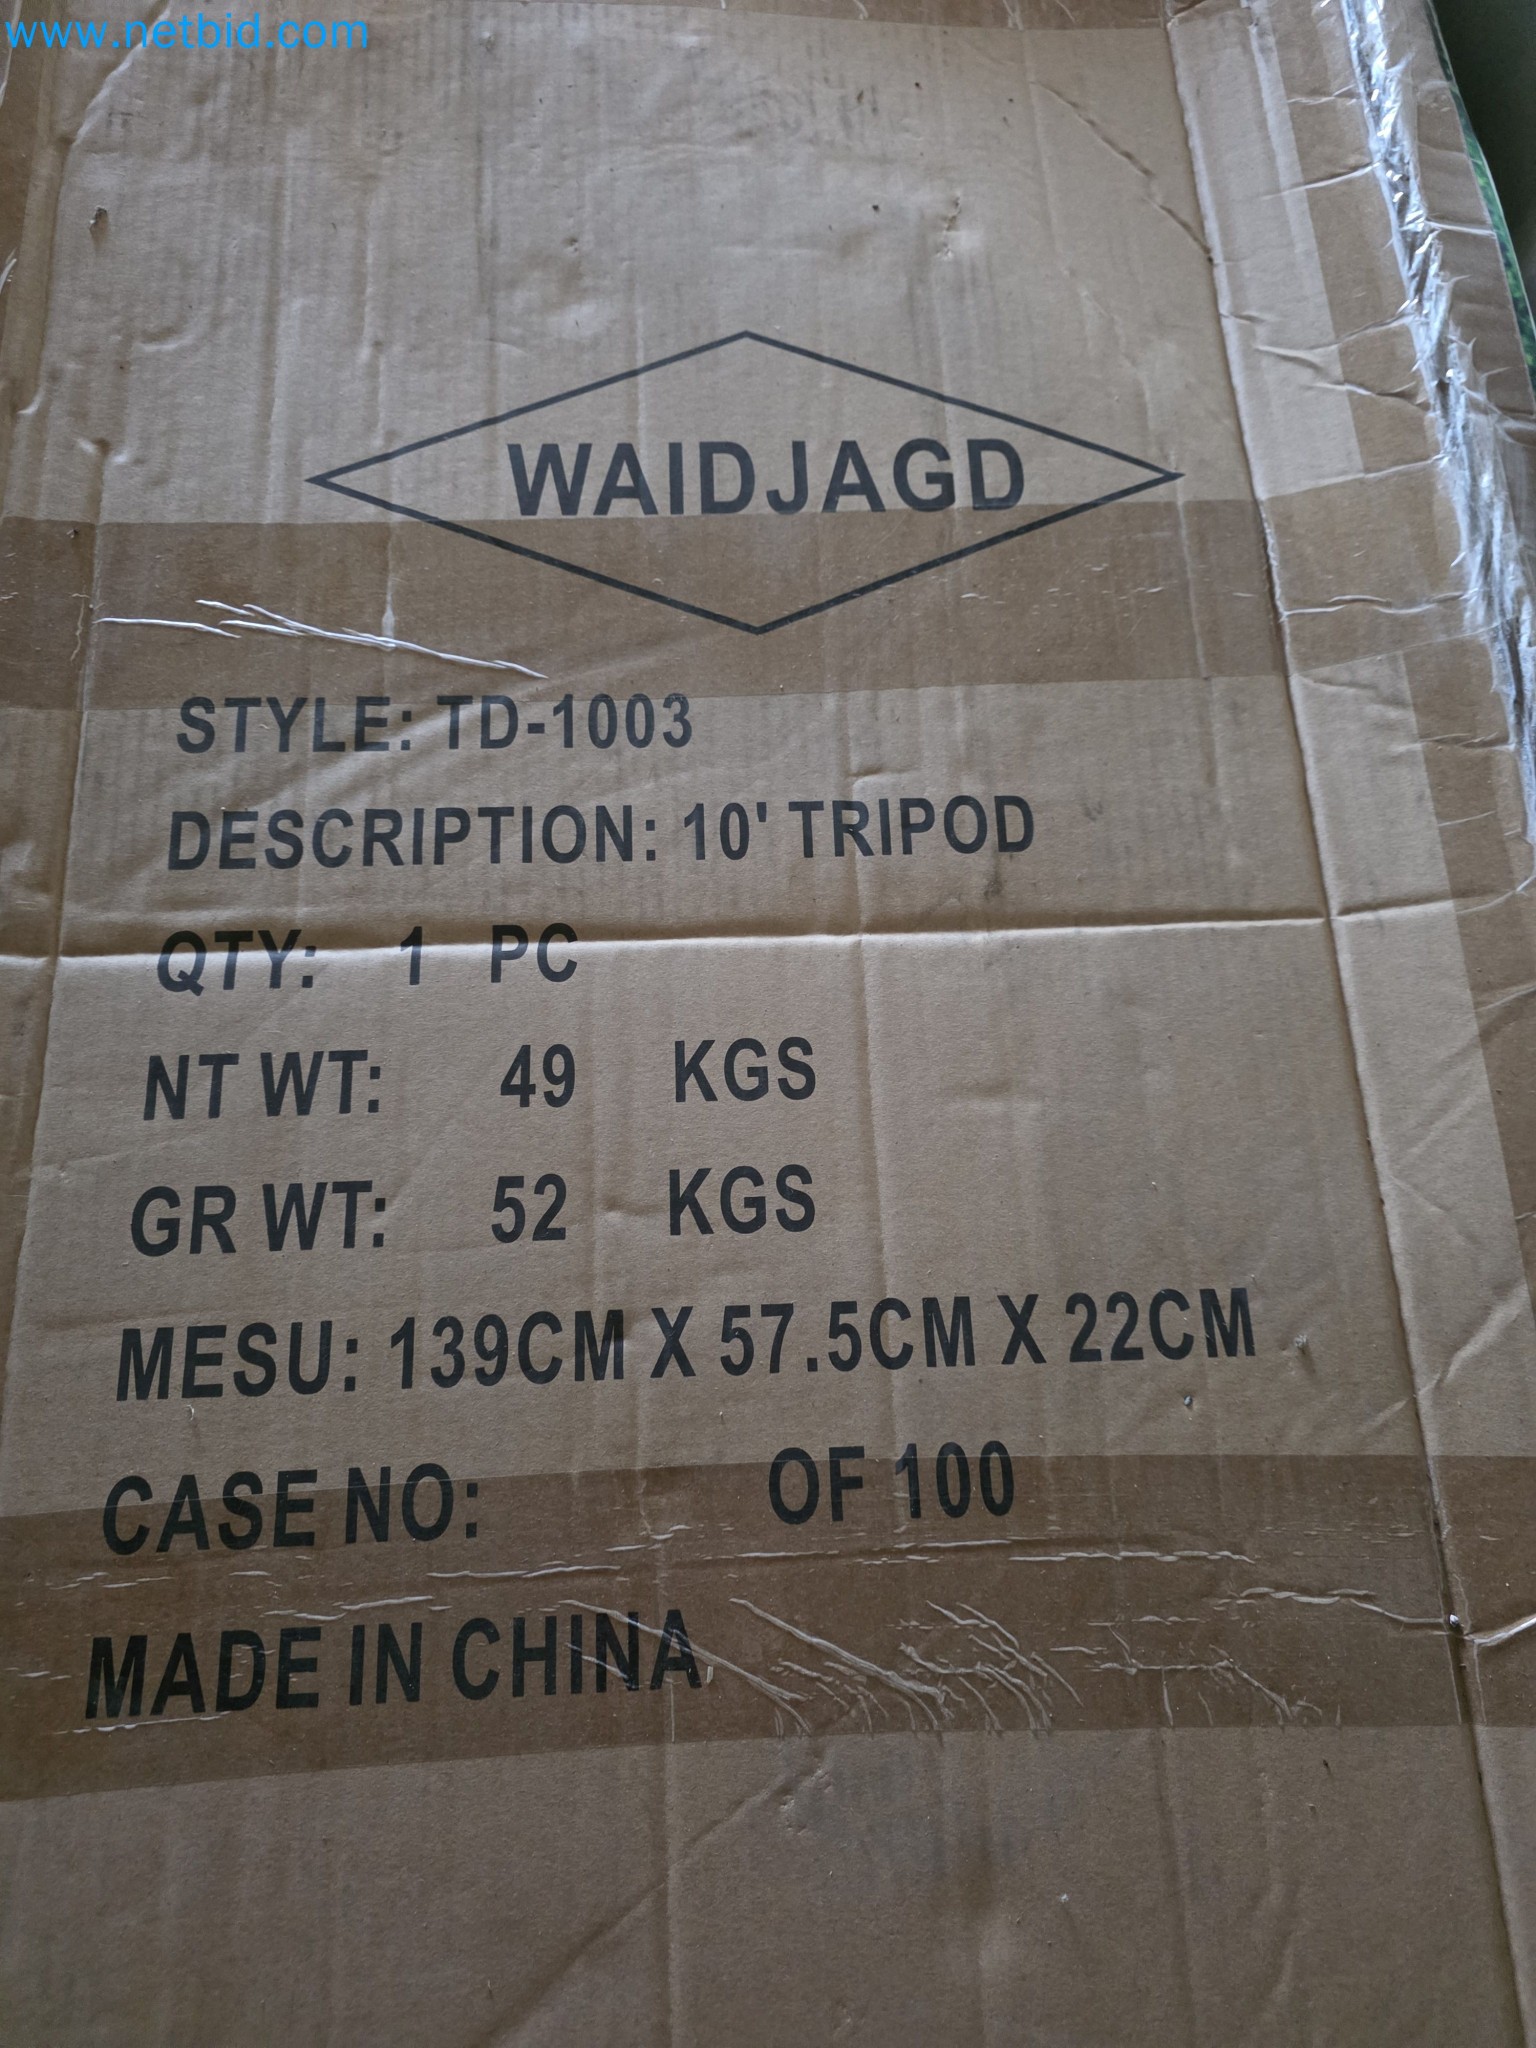 www.netbid.com
WAIDJAGD
STYLE: TD-1003
DESCRIPTION: 10' TRIPOD
QTY: 1 PC
NT WT: 49 KGS
GR WT: 52 KGS
MESU: 139CM X 57.5CM X 22CM
CASE NO: OF 100
MADE IN CHINA